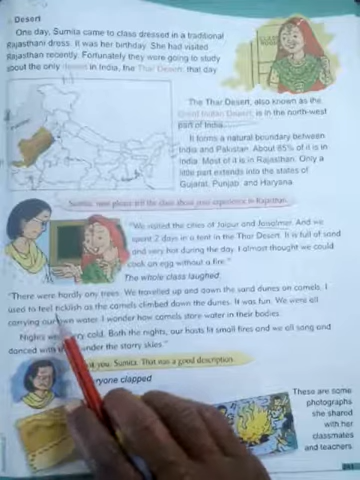 Desert
One day, Sumita came to class dressed in a traditional
Rajasthani dress. It was her birthday. She had visited
Rajasthan recently. Fortunately they were going to study
about the only desert in India, the Thar Desert, that day.
The Thar Desert, also known as the
Great Indian Desert, is in the north-west
part of India.
It forms a natural boundary between
India and Pakistan. About 85% of it is in
India. Most of it is in Rajasthan. Only a
little part extends into the states of
Gujarat, Punjab, and Haryana
Sumita, now please tell the class about your experience in Rajasthan.
"We visited the cities of Jaipur and Jaisalmer. And we
spent 2 days in a tent in the Thar Desert. It is full of sand
and very hot during the day. I almost thought we could
cook an egg without a fire."
The whole class laughed.
"There were hardly any trees. We travelled up and down the sand dunes on camels. I
used to feel ticklish as the camels climbed down the dunes. It was fun. We were all
carrying our own water. I wonder how camels store water in their bodies.
Nights were very cold. Both the nights, our hosts lit small fires and we all sang and
danced with under the starry skies."
you, Sumita. That was a good description.
everyone clapped
These are some
photographs
she shared
with her
classmates
and teachers.